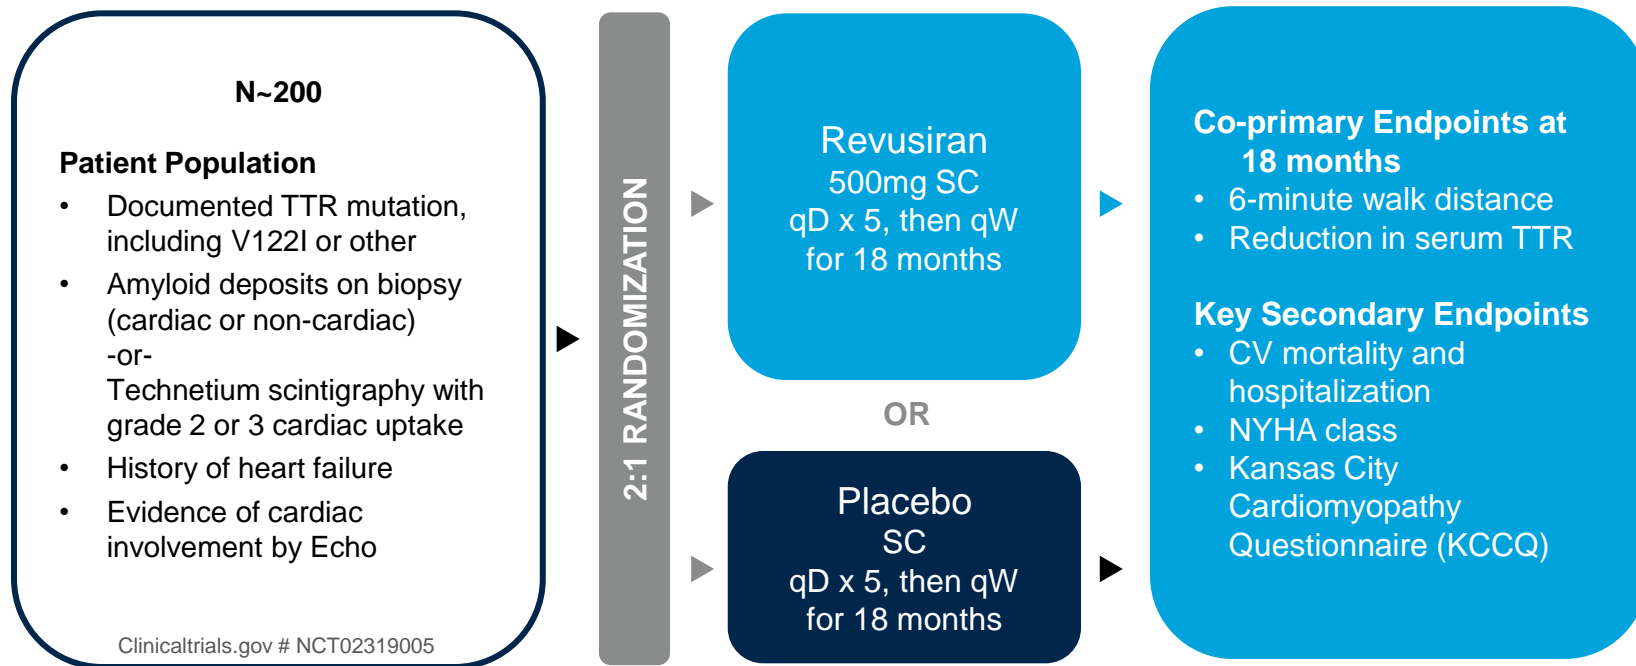 N~200
Patient Population
• Documented TTR mutation,
including V122I or other
• Amyloid deposits on biopsy
(cardiac or non-cardiac)
-or-
Technetium scintigraphy with
grade 2 or 3 cardiac uptake
• History of heart failure
• Evidence of cardiac
involvement by Echo
Clinicaltrials.gov # NCT02319005
2:1 RANDOMIZATION
Revusiran
500mg SC
qD x 5, then qW
for 18 months
OR
Placebo
SC
qD x 5, then qW
for 18 months
Co-primary Endpoints at
18 months
• 6-minute walk distance
• Reduction in serum TTR
Key Secondary Endpoints
• CV mortality and
hospitalization
• NYHA class
• Kansas City
Cardiomyopathy
Questionnaire (KCCQ)